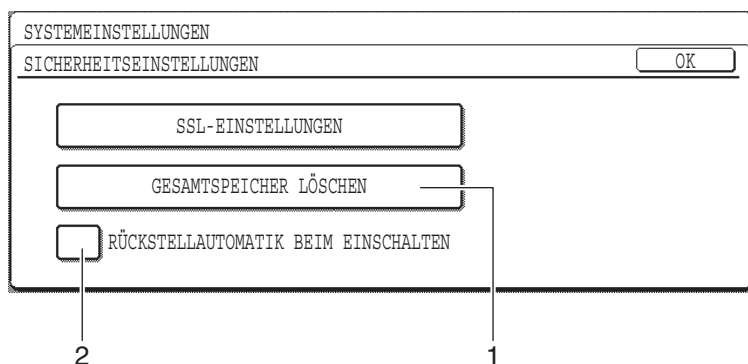 SYSTEMEINSTELLUNGEN
SICHERHEITSEINSTELLUNGEN OK
SSL-EINSTELLUNGEN
GESAMTSPEICHER LÖSCHEN
RÜCKSTELLAUTOMATIK BEIM EINSCHALTEN
2 1